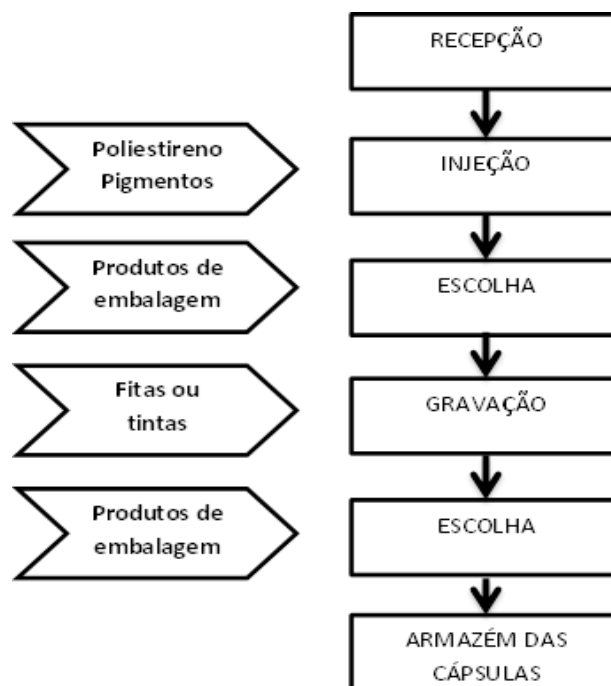 RECEPÇÃO
Poliestireno
Pigmentos
INJEÇÃO
Produtos de
embalagem
ESCOLHA
Fitas ou
tintas
GRAVAÇÃO
Produtos de
embalagem
ESCOLHA
ARMAZÉM DAS
CÁPSULAS